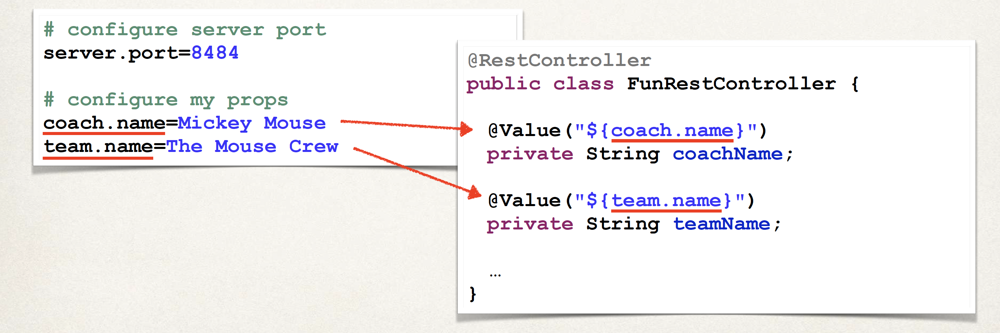 # configure server port
server.port=8484
# configure my props
coach.name=Mickey Mouse
team.name=The Mouse Crew
@RestController
public class FunRestController {
@Value("${coach.name}")
private String coachName;
@Value("${team.name}")
private String teamName;
…
}